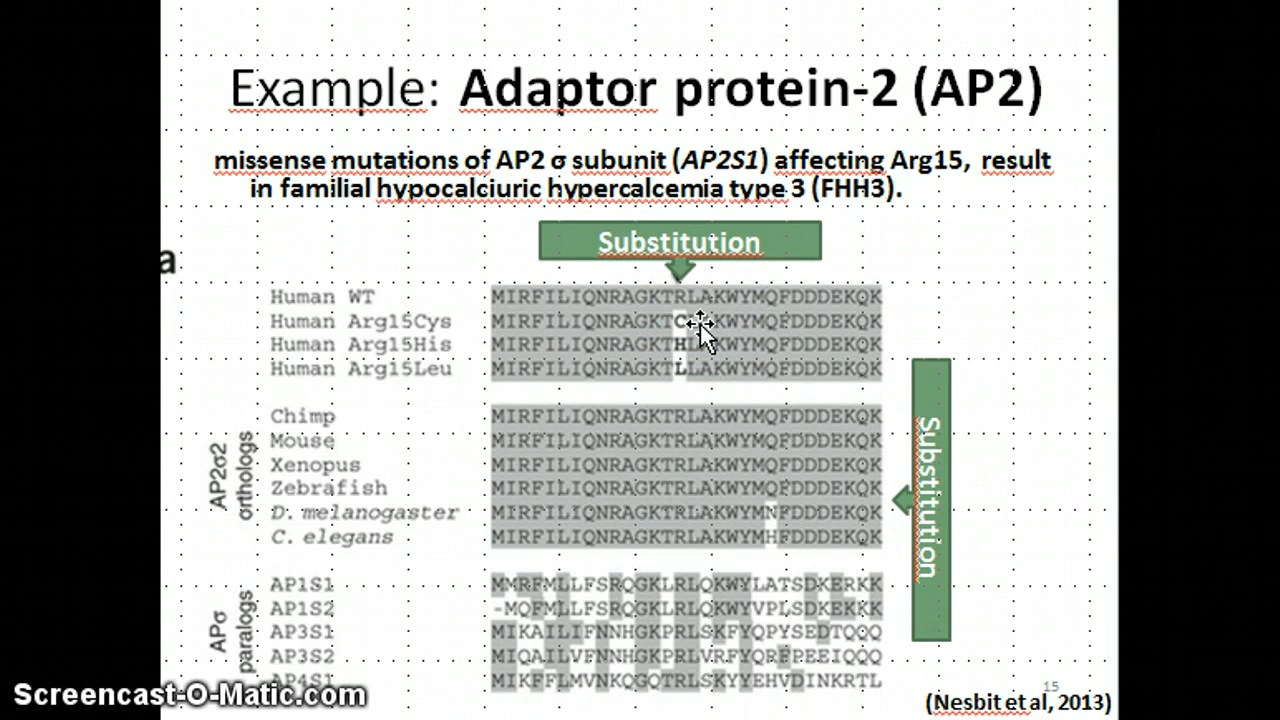 Example: Adaptor protein-2 (AP2)
missense mutations of AP2 σ subunit (AP2S1) affecting Arg15, result
in familial hypocalciuric hypercalcemia type 3 (FHH3).
a
Substitution
Human WT MIRFILIQNRAGKTRLAKWYMQFDDDEKQK
Human Arg15Cys MIRFILIQNRAGKTC KWYMQFDDDEKQK
Human Arg15His MIRFILIQNRAGKTHLAKWYMQFDDDEKQK
Human Arg15Leu MIRFILIQNRAGKTLLAKWYMQFDDDEKQK
AP2σ2 orthologs
Chimp MIRFILIQNRAGKTRLAKWYMQFDDDEKQK
Mouse MIRFILIQNRAGKTRLAKWYMQFDDDEKQK
Xenopus MIRFILIQNRAGKTRLAKWYMQFDDDEKQK
Zebrafish MIRFILIQNRAGKTRLAKWYMQFDDDEKQK
D. melanogaster MIRFILIQNRAGKTRLAKWYMNFDDDEKQK
C. elegans MIRFILIQNRAGKTRLAKWYMHFDDDEKQK
Substitution
APσ paralogs
AP1S1 MMRFMLLFSRQGKLRLQKWYLATSDKERKK
AP1S2 -MQFMLLFSRQGKLRLQKWYVPLSDKEKKK
AP3S1 MIKAILIFNNHGKPRLSKFYQPYSEDTQQQ
AP3S2 MIQAILVFNNHGKPRLVRFYQRFPEEIQQQ
AP4S1 MIKFFLMVNKQGQTRLSKYYEHVDINKRTL
15
(Nesbit et al, 2013)
Screencast-O-Matic.com